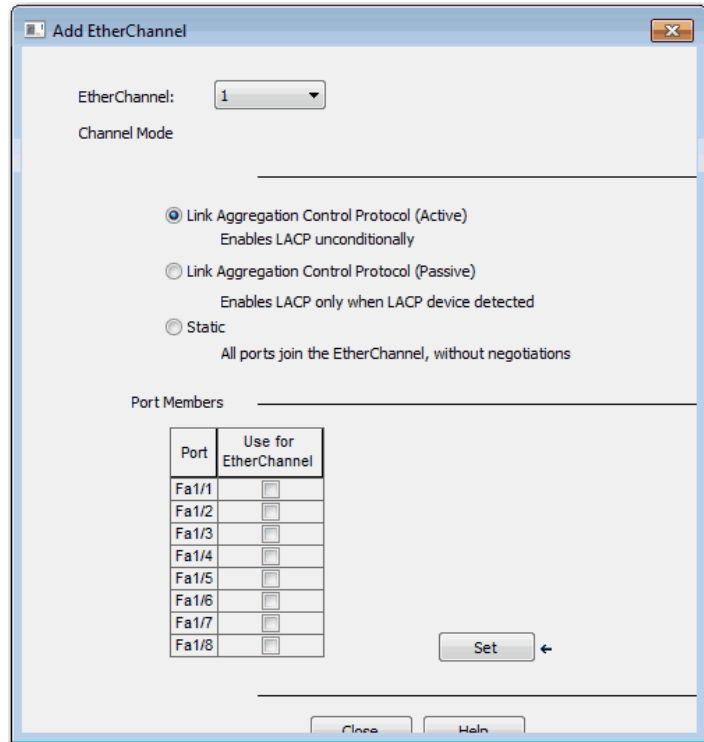 Add EtherChannel
EtherChannel: 1
Channel Mode
Link Aggregation Control Protocol (Active)
Enables LACP unconditionally
Link Aggregation Control Protocol (Passive)
Enables LACP only when LACP device detected
Static
All ports join the EtherChannel, without negotiations
Port Members
Port Use for
EtherChannel
Fa1/1
Fa1/2
Fa1/3
Fa1/4
Fa1/5
Fa1/6
Fa1/7
Fa1/8
Set
Close Help